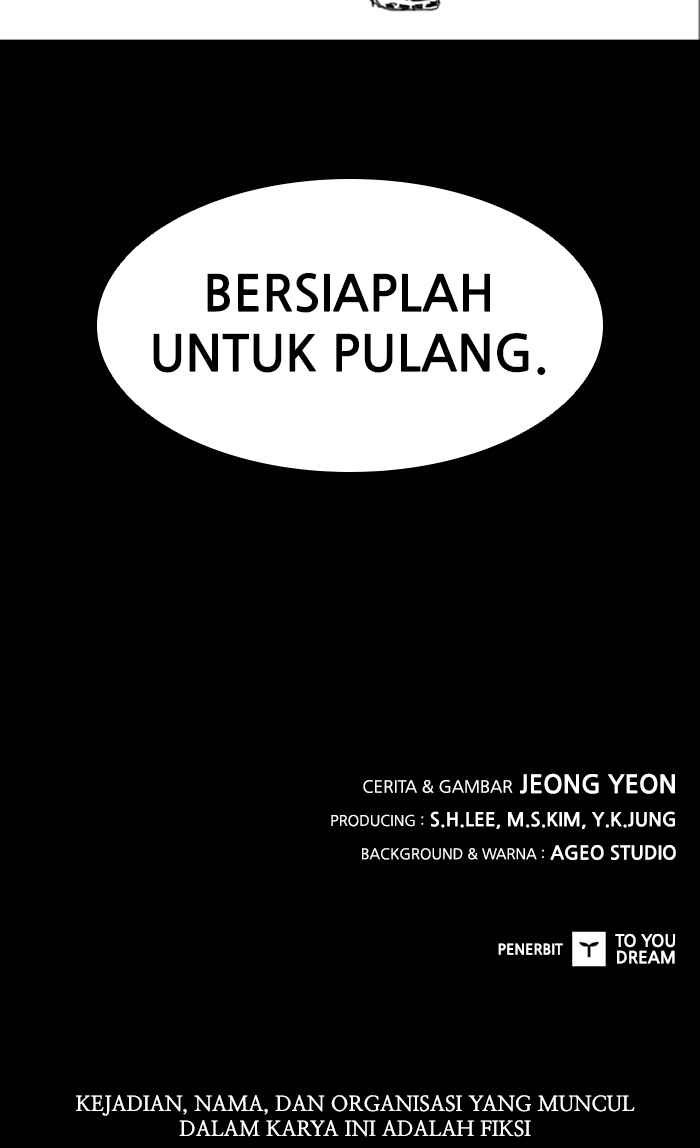 BERSIAPLAH
UNTUK PULANG.
CERITA & GAMBAR JEONG YEON
PRODUCING : S.H.LEE, M.S.KIM, Y.K.JUNG
BACKGROUND & WARNA : AGEO STUDIO
PENERBIT TO YOU
DREAM
KEJADIAN, NAMA, DAN ORGANISASI YANG MUNCUL
DALAM KARYA INI ADALAH FIKSI